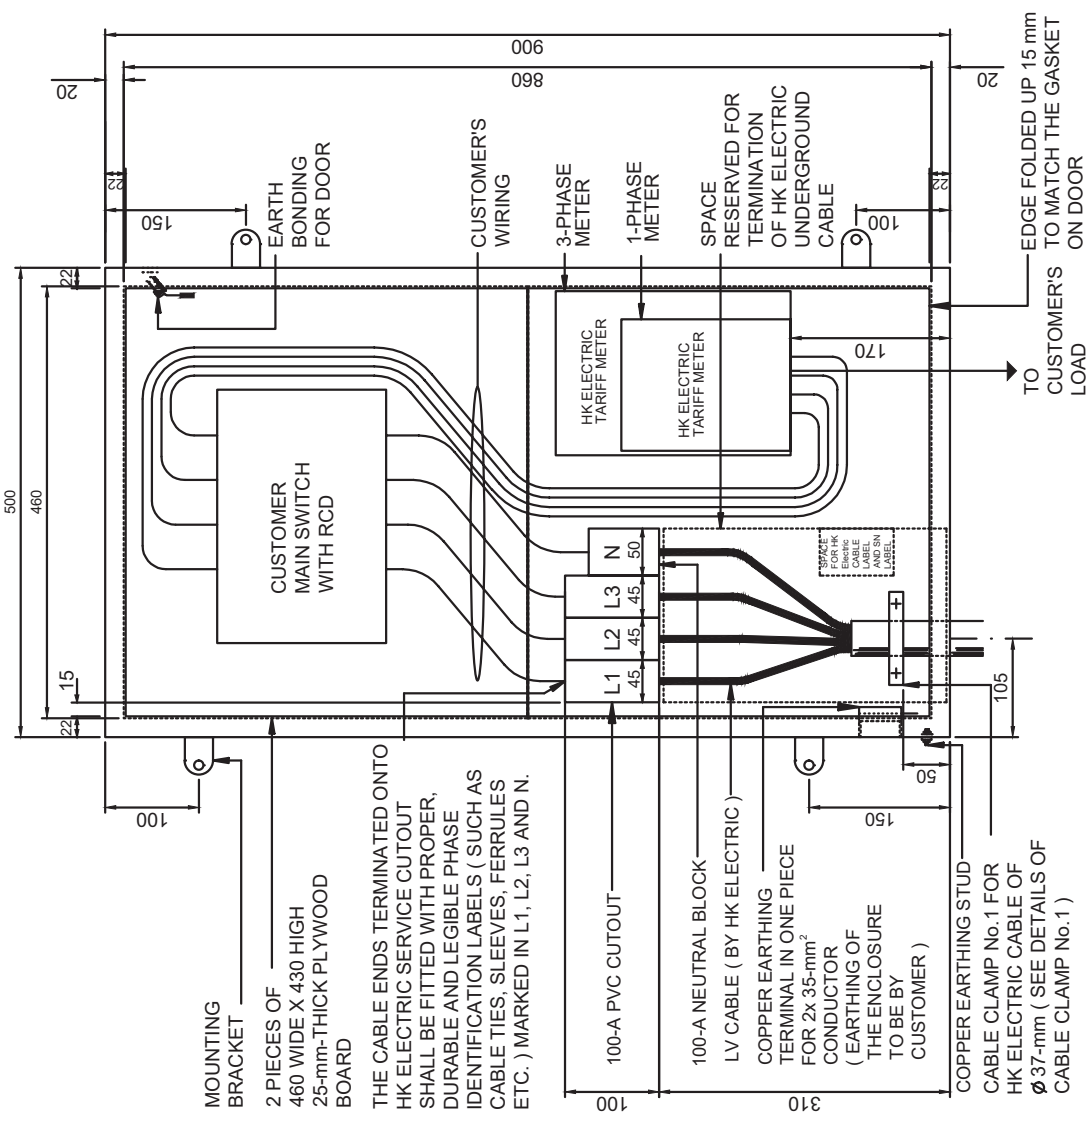 MOUNTING
BRACKET
2 PIECES OF
460 WIDE X 430 HIGH
25-mm-THICK PLYWOOD
BOARD
THE CABLE ENDS TERMINATED ONTO
HK ELECTRIC SERVICE CUTOUT
SHALL BE FITTED WITH PROPER,
DURABLE AND LEGIBLE PHASE
IDENTIFICATION LABELS ( SUCH AS
CABLE TIES, SLEEVES, FERRULES
ETC. ) MARKED IN L1, L2, L3 AND N.
100-A PVC CUTOUT
100-A NEUTRAL BLOCK
LV CABLE ( BY HK ELECTRIC )
COPPER EARTHING
TERMINAL IN ONE PIECE
FOR 2x 35-mm²
CONDUCTOR
( EARTHING OF
THE ENCLOSURE
TO BE BY
CUSTOMER )
COPPER EARTHING STUD
CABLE CLAMP No.1 FOR
HK ELECTRIC CABLE OF
Ø 37-mm ( SEE DETAILS OF
CABLE CLAMP No.1 )
100
100
310
150
50
105
500
460
22
15
22
CUSTOMER
MAIN SWITCH
WITH RCD
L1
45
L2
45
L3
45
N
50
SPACE
FOR HK
Electric
CABLE
LABEL
AND SN
LABEL
HK ELECTRIC
TARIFF METER
HK ELECTRIC
TARIFF METER
170
EARTH
BONDING
FOR DOOR
CUSTOMER'S
WIRING
3-PHASE
METER
1-PHASE
METER
SPACE
RESERVED FOR
TERMINATION
OF HK ELECTRIC
UNDERGROUND
CABLE
TO
CUSTOMER'S
LOAD
EDGE FOLDED UP 15 mm
TO MATCH THE GASKET
ON DOOR
150
100
22
22
20
860
20
900